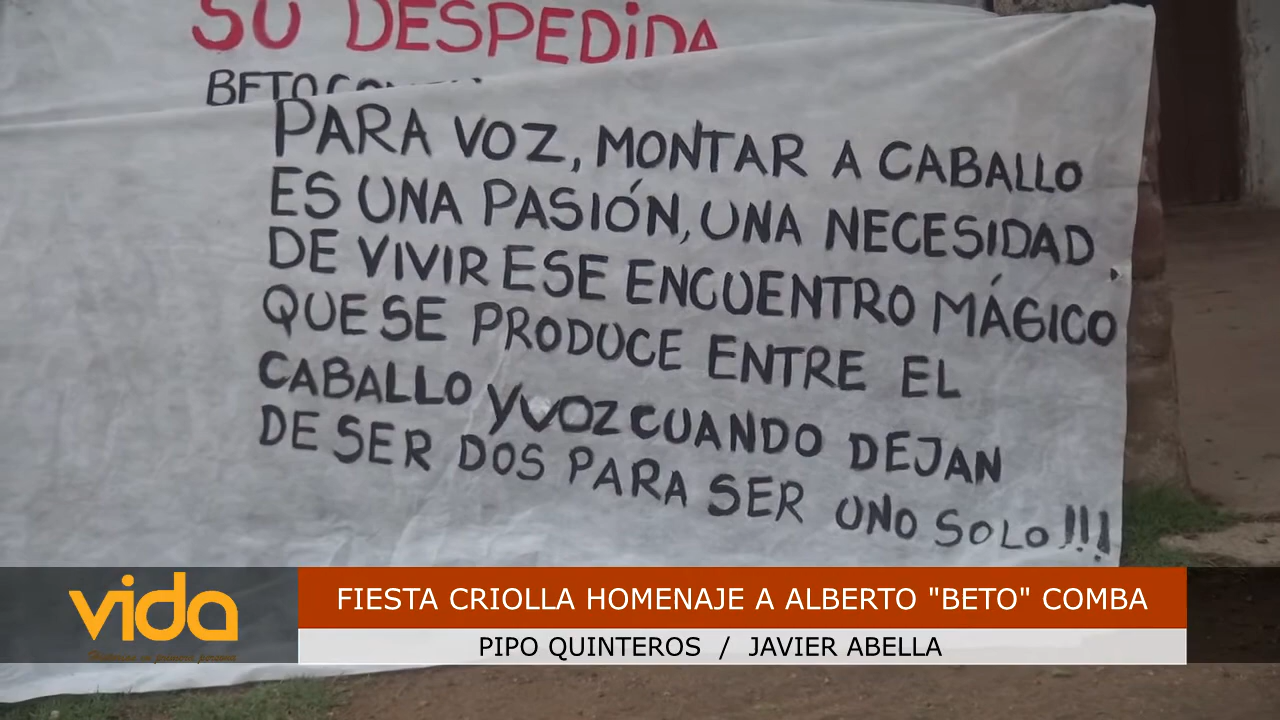 SU DESPEDIDA
BETO
PARA VOZ, MONTAR A CABALLO
ES UNA PASIÓN, UNA NECESIDAD
DE VIVIR ESE ENCUENTRO MÁGICO
QUE SE PRODUCE ENTRE EL
CABALLO Y VOZ CUANDO DEJAN
DE SER DOS PARA SER UNO SOLO!!!
vida
FIESTA CRIOLLA HOMENAJE A ALBERTO "BETO" COMBA
PIPO QUINTEROS / JAVIER ABELLA